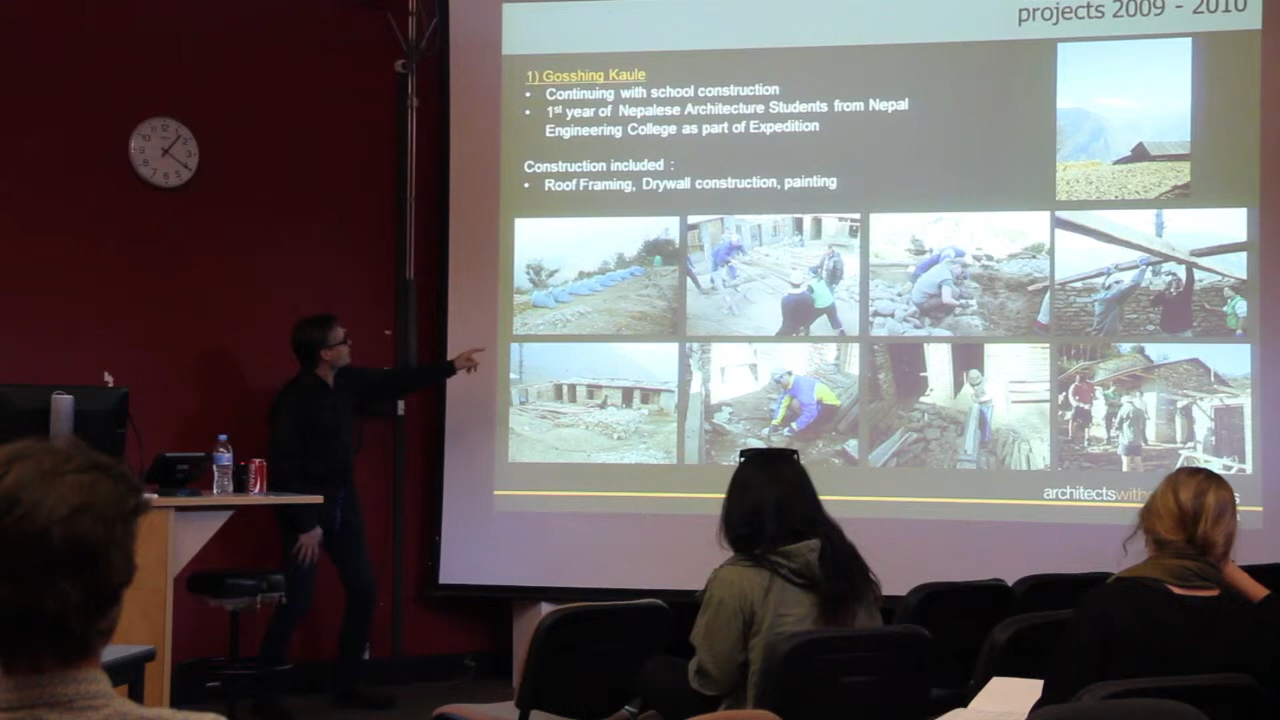 projects 2009 - 2010
1) Gosshing Kaule
• Continuing with school construction
• 1st year of Nepalese Architecture Students from Nepal
Engineering College as part of Expedition
Construction included :
• Roof Framing, Drywall construction, painting
architectswith